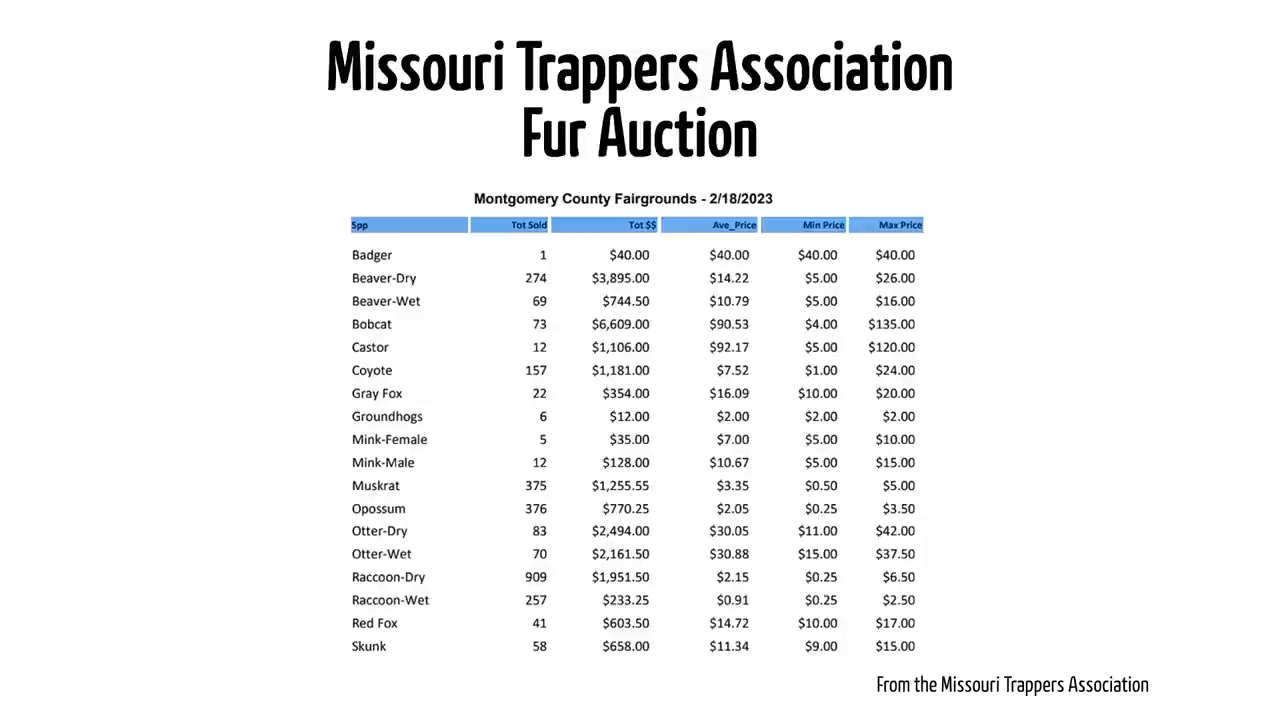 Missouri Trappers Association
Fur Auction
Montgomery County Fairgrounds - 2/18/2023
Spp Tot Sold Tot $$ Ave_Price Min Price Max Price
Badger 1 $40.00 $40.00 $40.00 $40.00
Beaver-Dry 274 $3,895.00 $14.22 $5.00 $26.00
Beaver-Wet 69 $744.50 $10.79 $5.00 $16.00
Bobcat 73 $6,609.00 $90.53 $4.00 $135.00
Castor 12 $1,106.00 $92.17 $5.00 $120.00
Coyote 157 $1,181.00 $7.52 $1.00 $24.00
Gray Fox 22 $354.00 $16.09 $10.00 $20.00
Groundhogs 6 $12.00 $2.00 $2.00 $2.00
Mink-Female 5 $35.00 $7.00 $5.00 $10.00
Mink-Male 12 $128.00 $10.67 $5.00 $15.00
Muskrat 375 $1,255.55 $3.35 $0.50 $5.00
Opossum 376 $770.25 $2.05 $0.25 $3.50
Otter-Dry 83 $2,494.00 $30.05 $11.00 $42.00
Otter-Wet 70 $2,161.50 $30.88 $15.00 $37.50
Raccoon-Dry 909 $1,951.50 $2.15 $0.25 $6.50
Raccoon-Wet 257 $233.25 $0.91 $0.25 $2.50
Red Fox 41 $603.50 $14.72 $10.00 $17.00
Skunk 58 $658.00 $11.34 $9.00 $15.00
From the Missouri Trappers Association